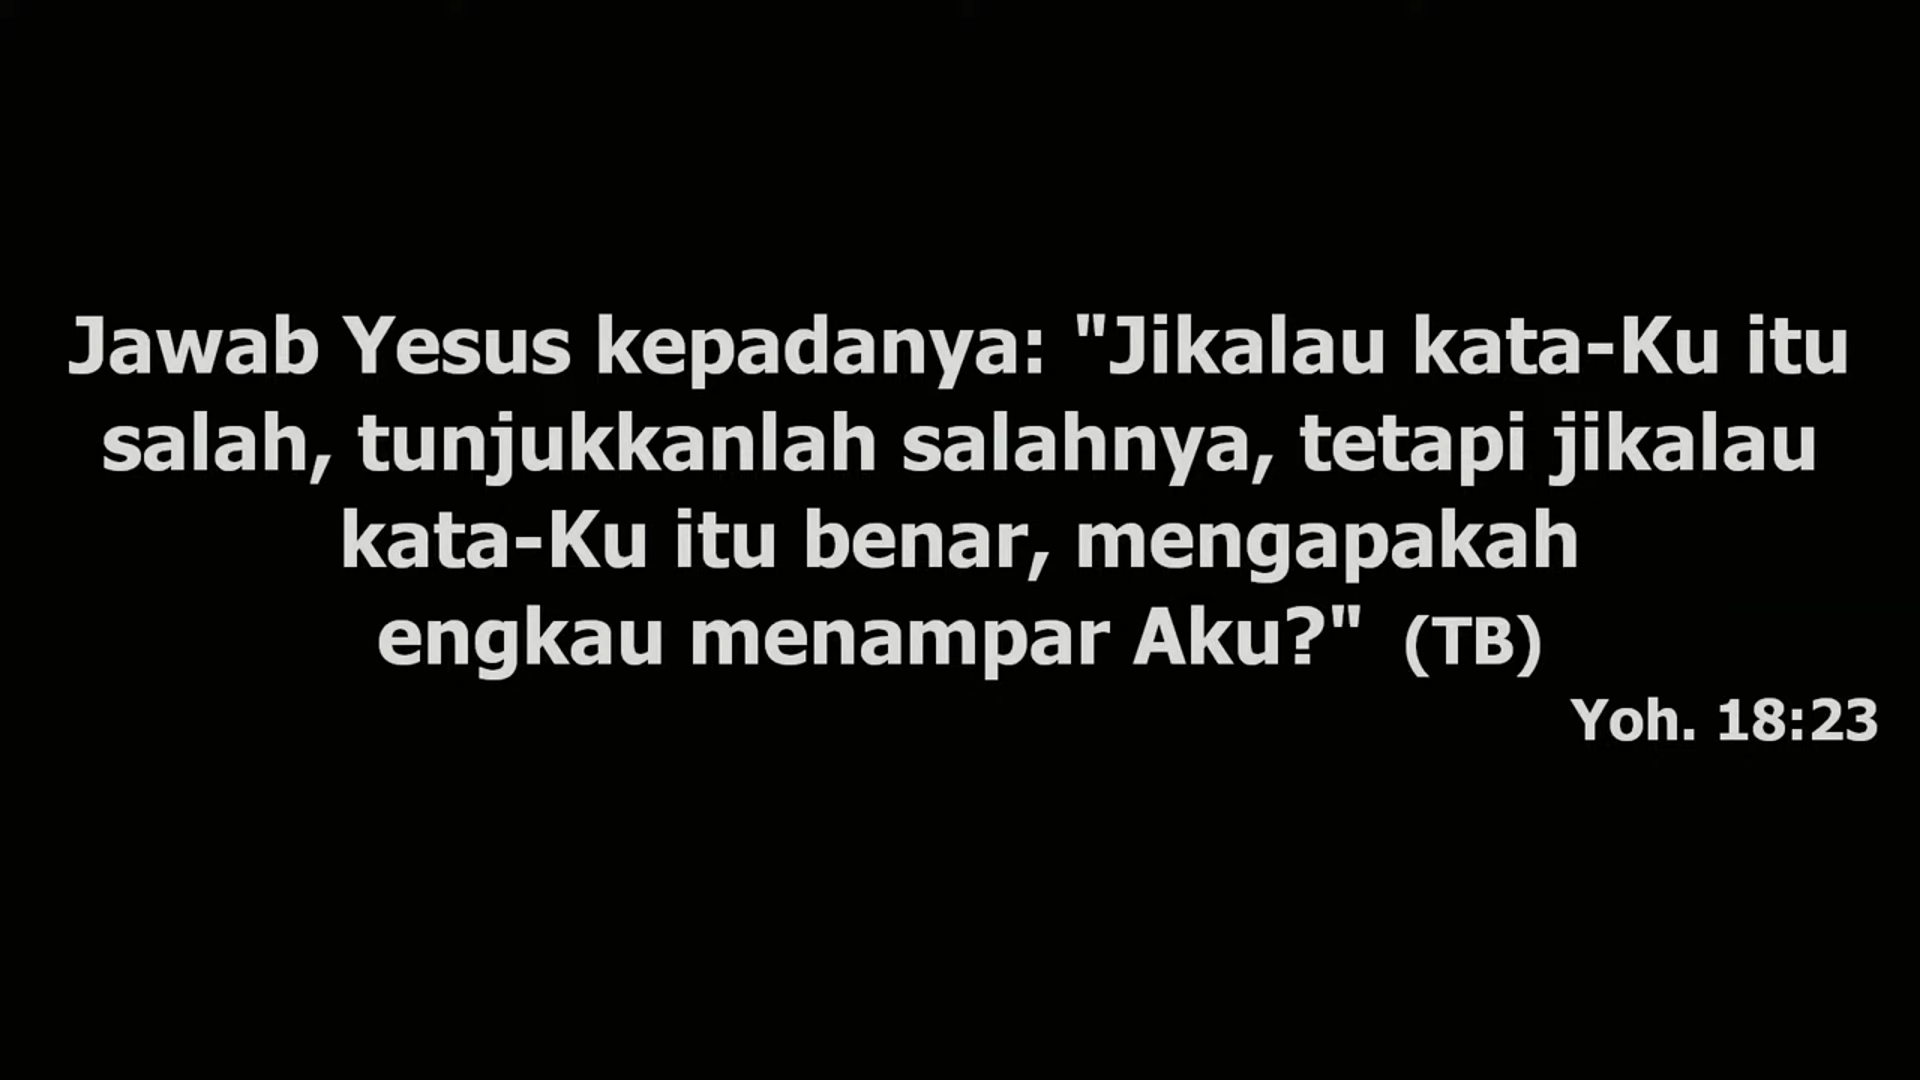 Jawab Yesus kepadanya: "Jikalau kata-Ku itu
salah, tunjukkanlah salahnya, tetapi jikalau
kata-Ku itu benar, mengapakah
engkau menampar Aku?" (TB)
Yoh. 18:23